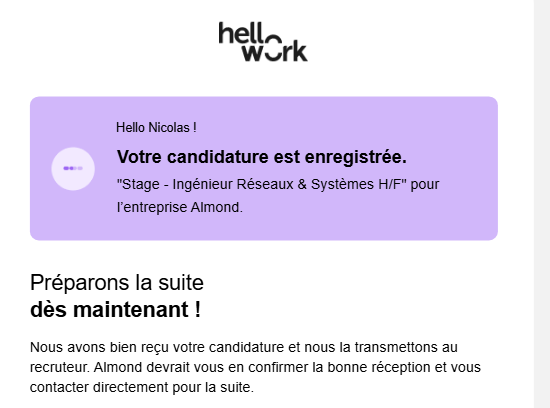 hello
work
Hello Nicolas !
Votre candidature est enregistrée.
"Stage - Ingénieur Réseaux & Systèmes H/F" pour
l’entreprise Almond.
Préparons la suite
dès maintenant !
Nous avons bien reçu votre candidature et nous la transmettons au
recruteur. Almond devrait vous en confirmer la bonne réception et vous
contacter directement pour la suite.